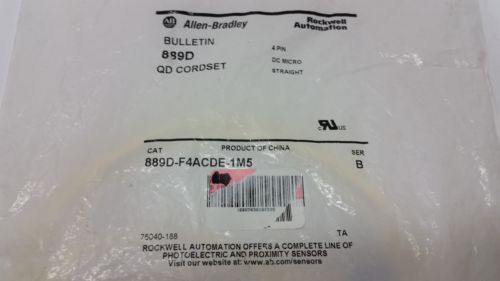 AB Allen-Bradley
Rockwell Automation
BULLETIN
889D
QD CORDSET
4 PIN
DC MICRO
STRAIGHT
c RU US
CAT
PRODUCT OF CHINA
SER
889D-F4ACDE-1M5
B
75040-188
TA
ROCKWELL AUTOMATION OFFERS A COMPLETE LINE OF
PHOTOELECTRIC AND PROXIMITY SENSORS
Visit our website at: www.ab.com/sensors